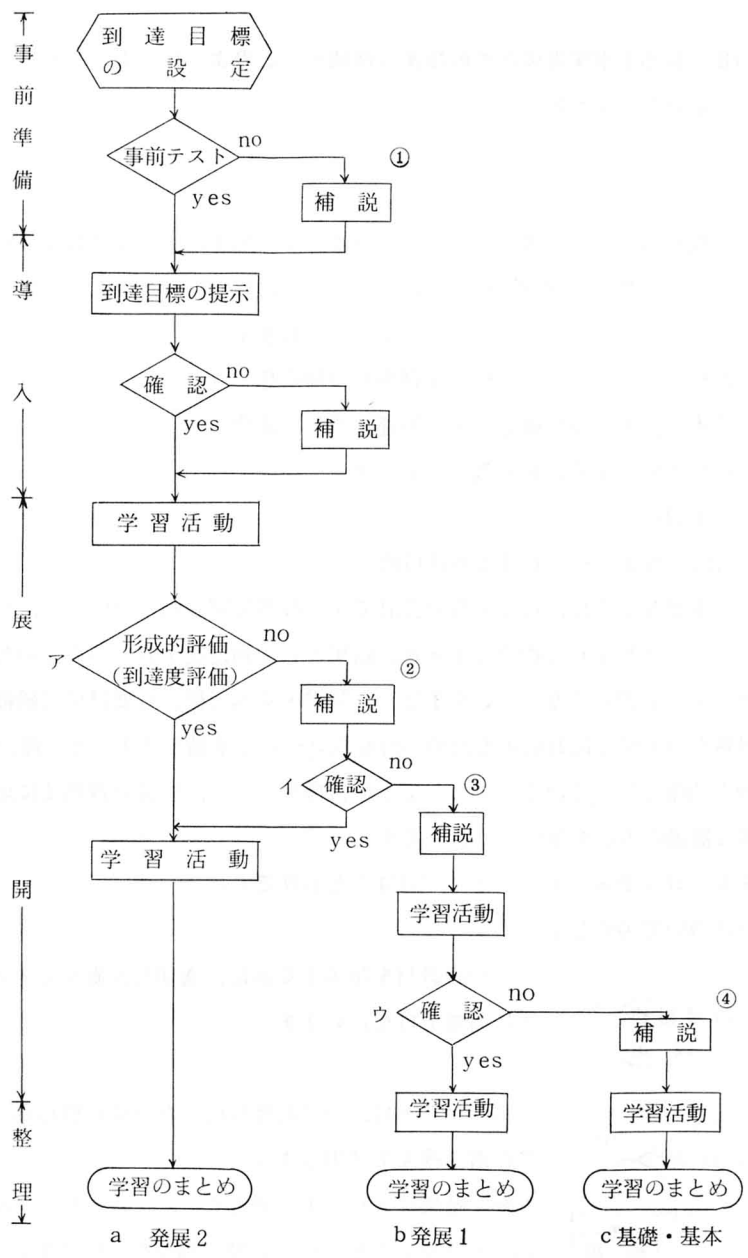 事前準備
到達目標
の設定
事前テスト
no
①
補説
yes
導入
到達目標の提示
確認
no
yes
補説
展開
学習活動
ア
形成的評価
(到達度評価)
no
②
補説
yes
イ
確認
no
③
yes
補説
学習活動
学習活動
ウ
確認
no
④
補説
yes
学習活動
学習活動
整理
学習のまとめ
学習のまとめ
学習のまとめ
a 発展2
b発展1
c基礎・基本